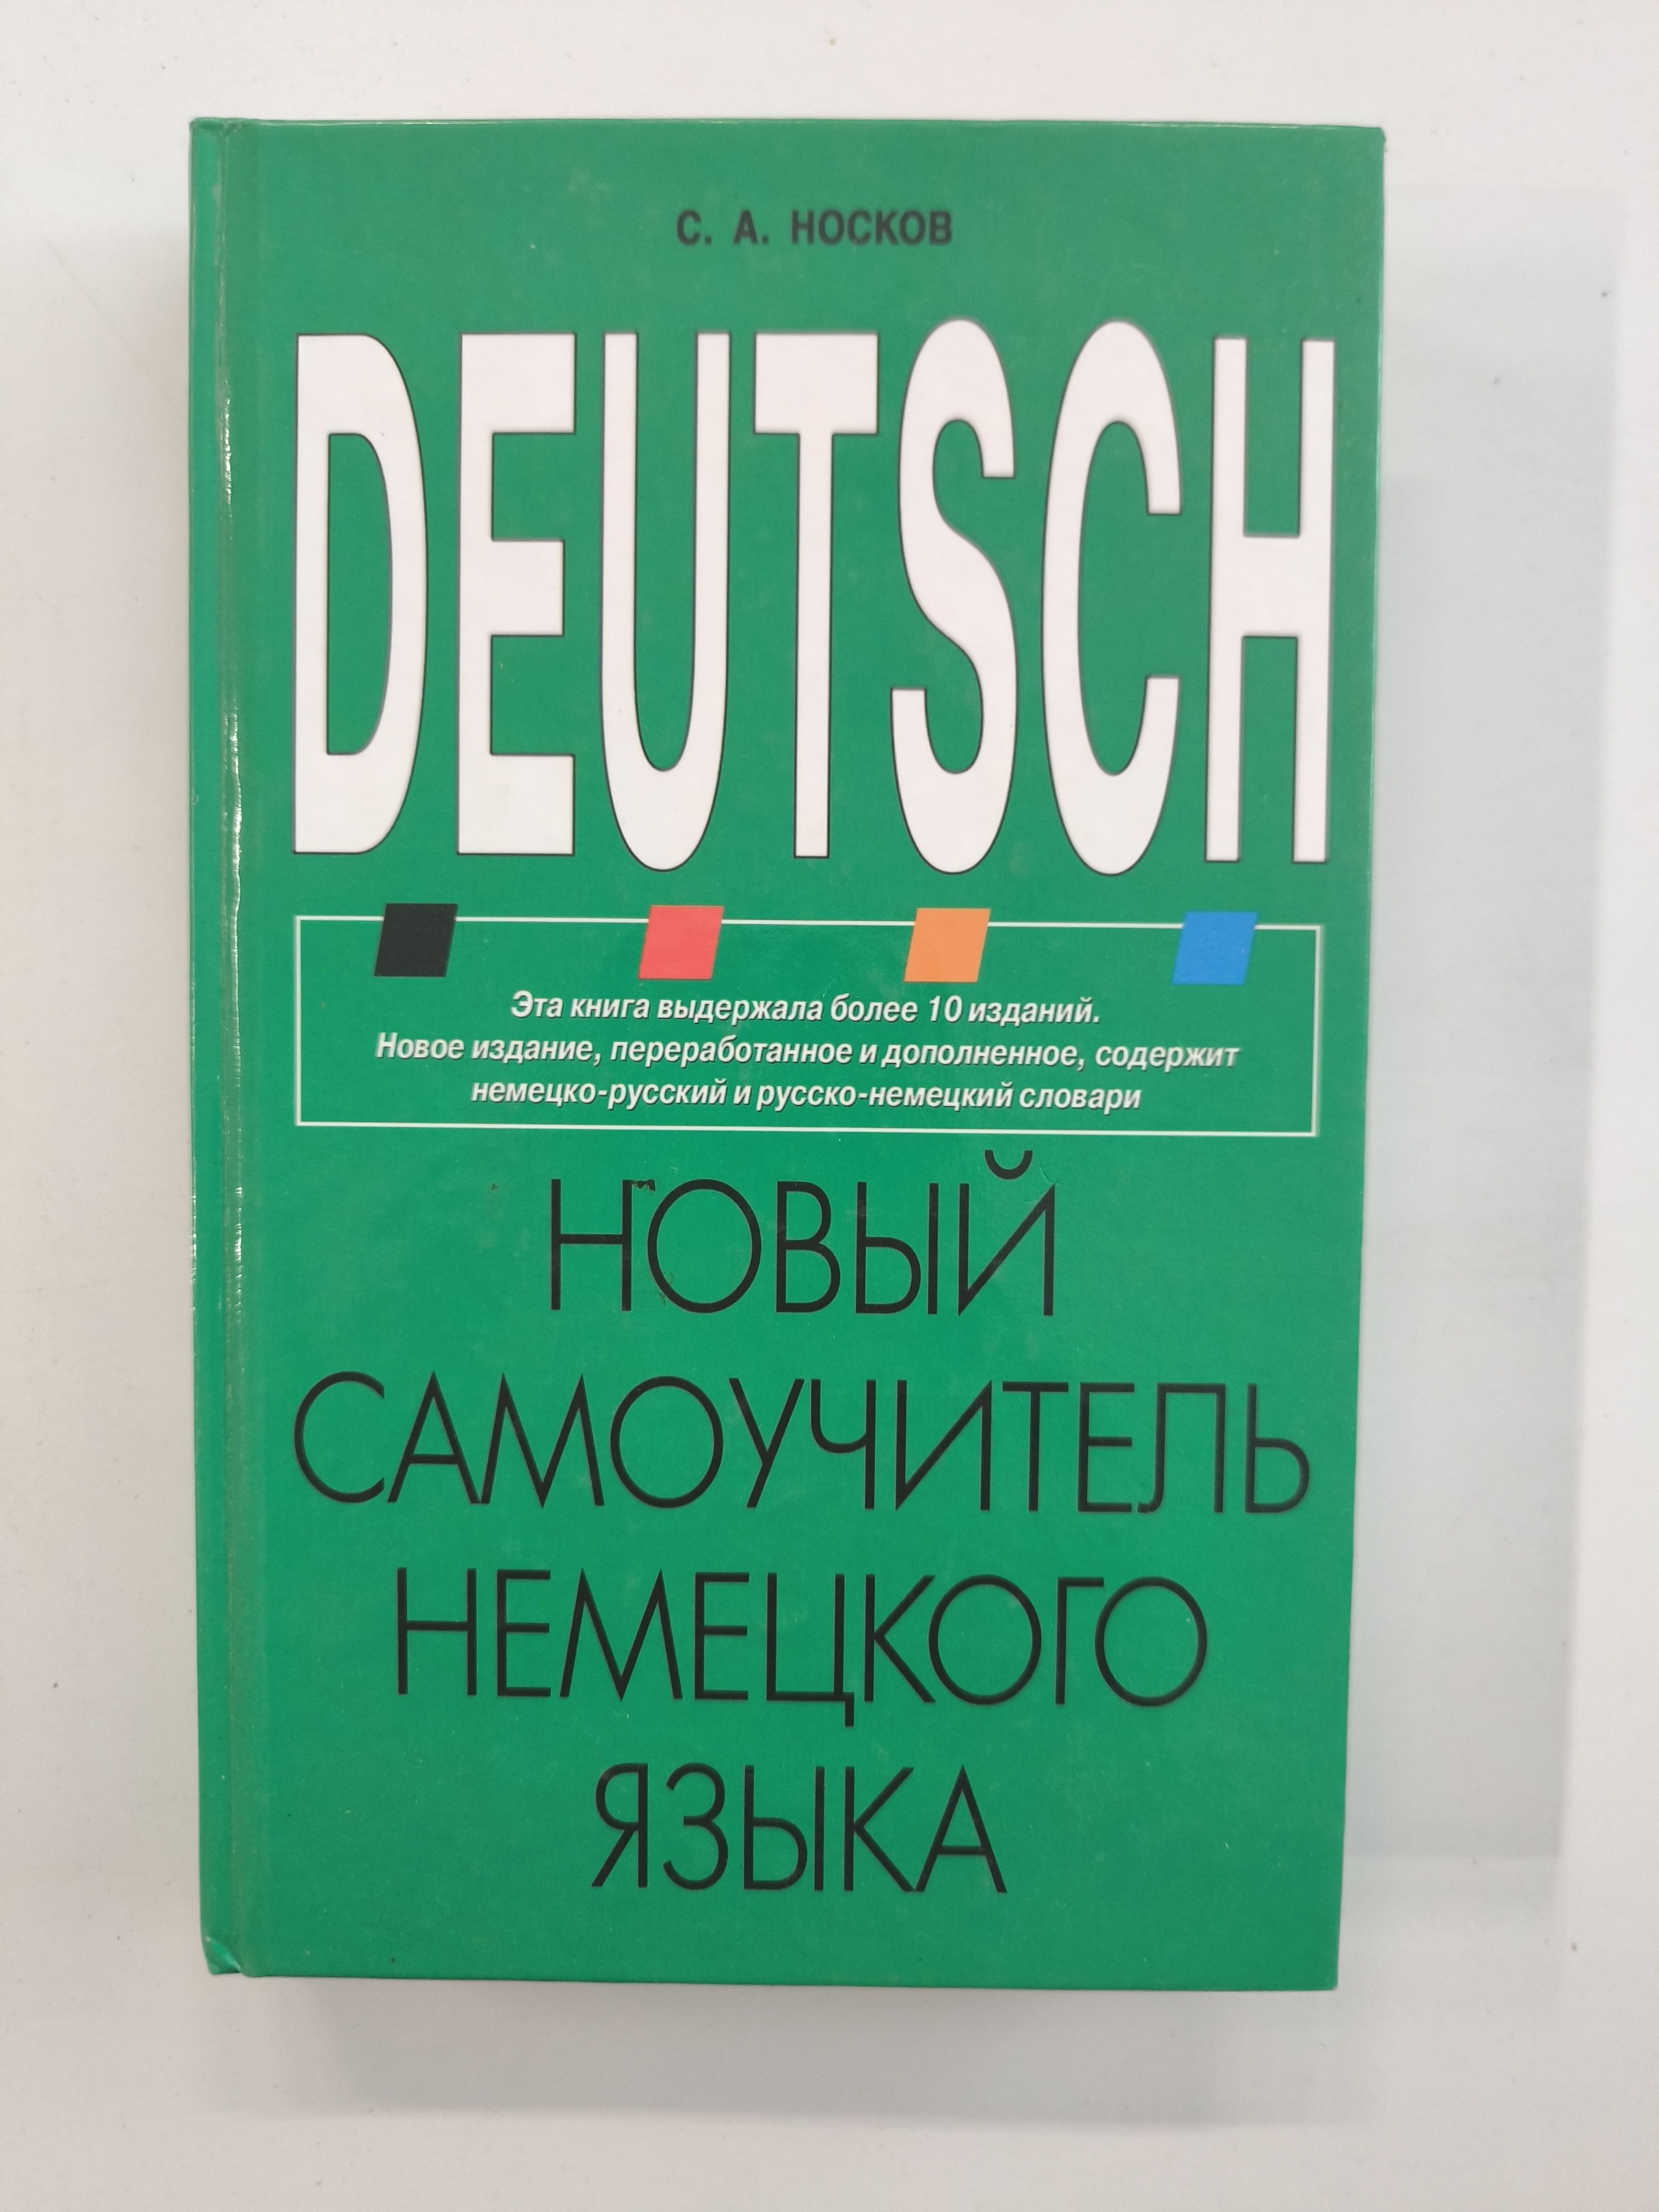 С. А. НОСКОВ
DEUTSCH
Эта книга выдержала более 10 изданий.
Новое издание, переработанное и дополненное, содержит
немецко-русский и русско-немецкий словари
НОВЫЙ
САМОУЧИТЕЛЬ
НЕМЕЦКОГО
ЯЗЫКА